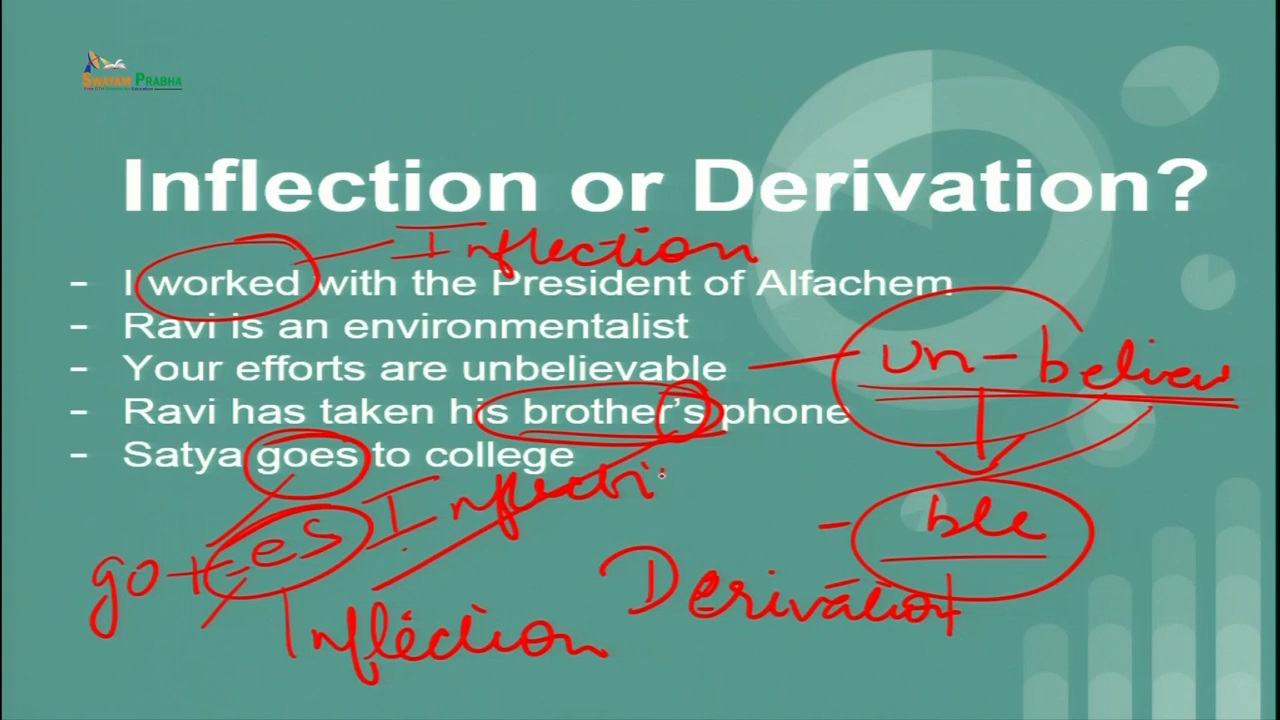 SWAYAM PRABHA
Inflection or Derivation?
Inflection
- I worked with the President of Alfachem
- Ravi is an environmentalist
- Your efforts are unbelievable
un-believ
- Ravi has taken his brother's phone
- Satya goes to college
Inflecti
ble
go+es
Derivation
Inflection